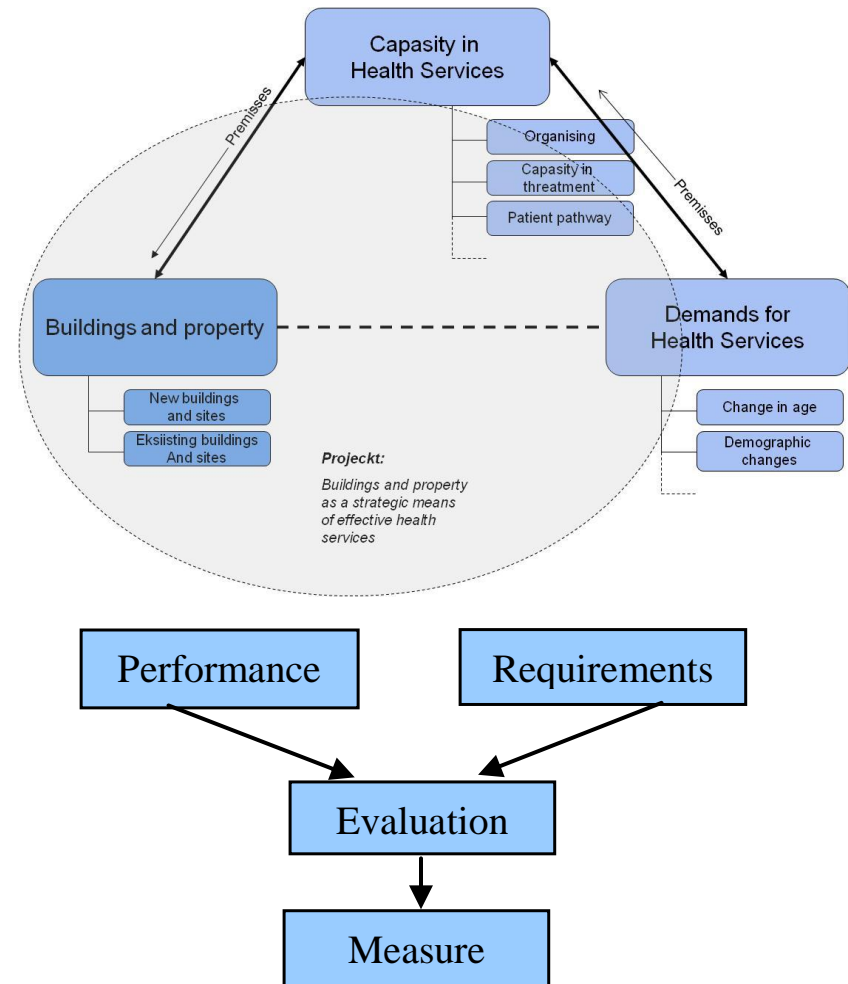 Capasity in
Health Services
Premisses
Organising
Capasity in
threatment
Patient pathway
Premisses
Buildings and property
Demands for
Health Services
New buildings
and sites
Eksiisting buildings
And sites
Change in age
Demographic
changes
Projeckt:
Buildings and property
as a strategic means
of effective health
services
Performance
Requirements
Evaluation
Measure